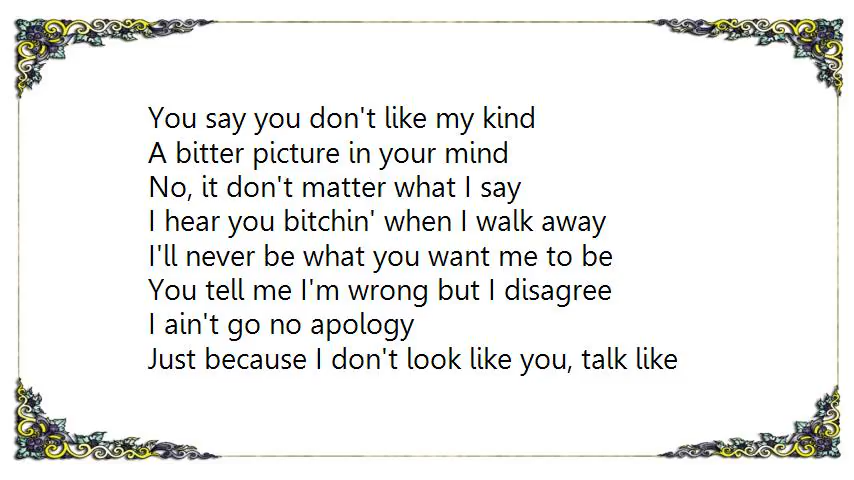 You say you don't like my kind
A bitter picture in your mind
No, it don't matter what I say
I hear you bitchin' when I walk away
I'll never be what you want me to be
You tell me I'm wrong but I disagree
I ain't go no apology
Just because I don't look like you, talk like